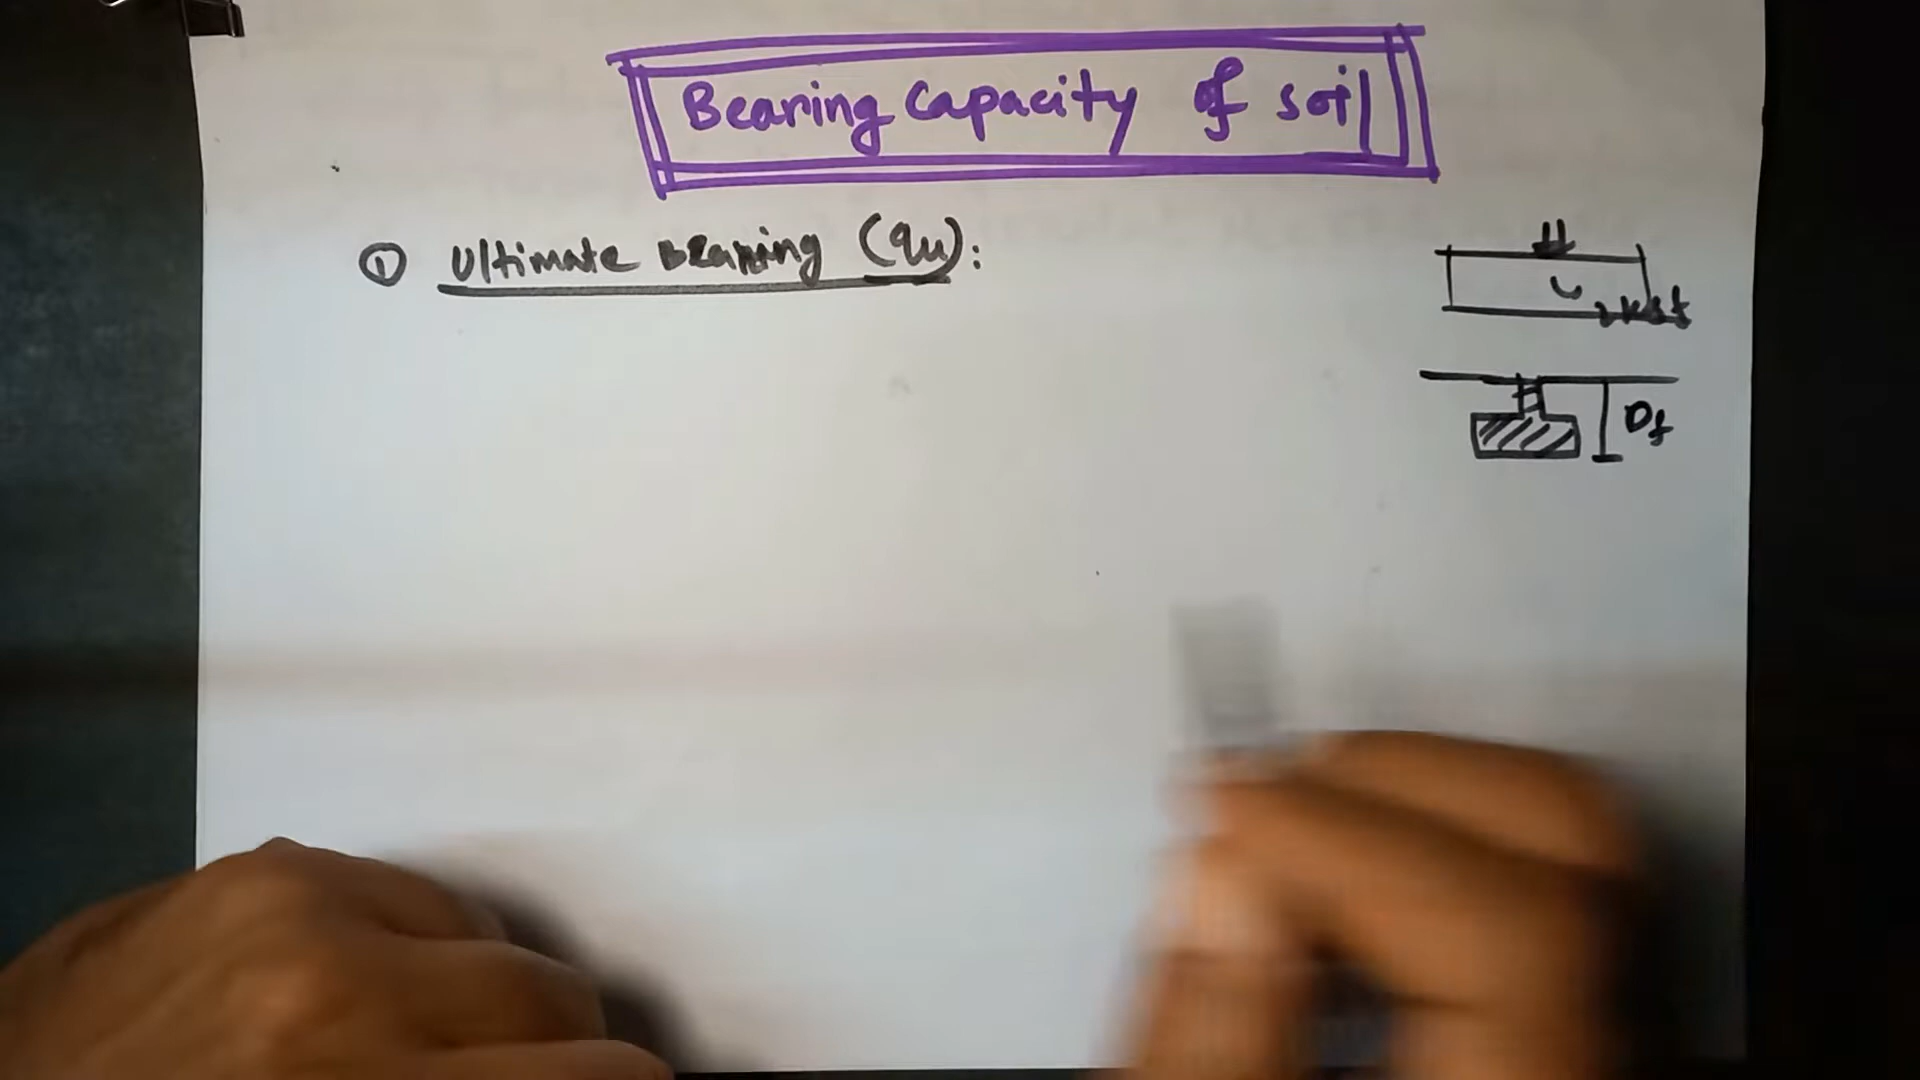 Bearing Capacity of soil
① Ultimate Bearing (qu):
Df